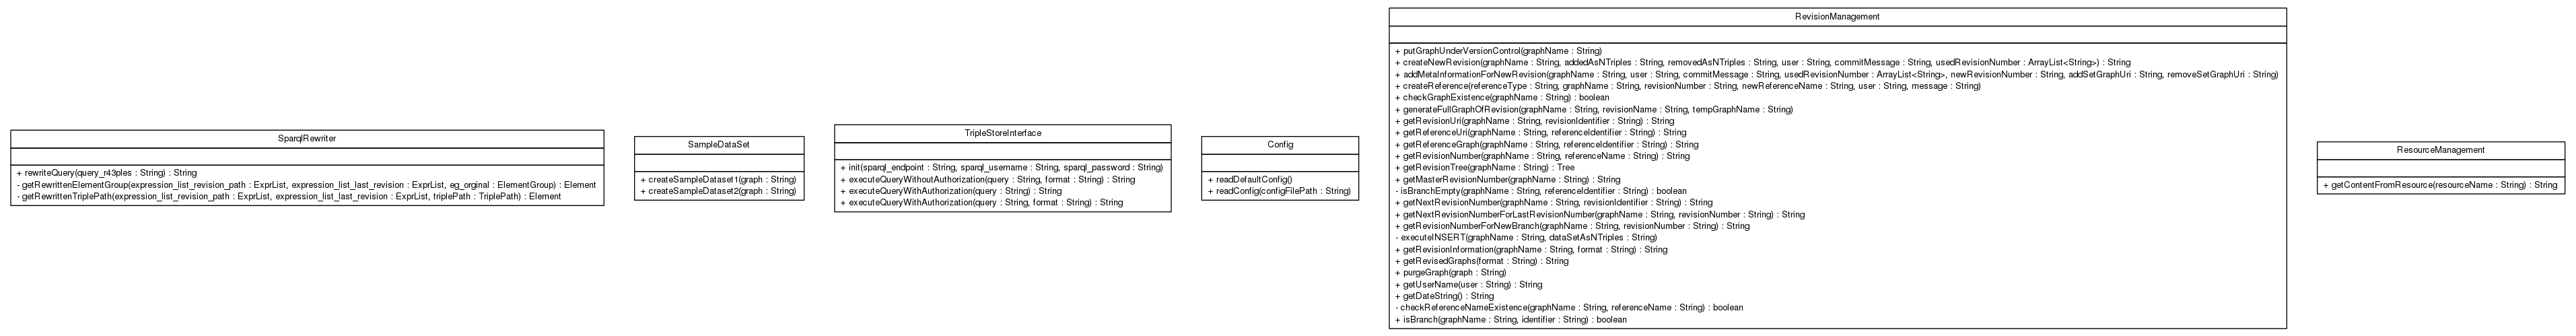 SparqlRewriter
+ rewriteQuery(query_r43ples : String) : String
- getRewrittenElementGroup(expression_list_revision_path : ExprList, expression_list_last_revision : ExprList, eg_orginal : ElementGroup) : Element
- getRewrittenTriplePath(expression_list_revision_path : ExprList, expression_list_last_revision : ExprList, triplePath : TriplePath) : Element
SampleDataSet
+ createSampleDataset1(graph : String)
+ createSampleDataset2(graph : String)
TripleStoreInterface
+ init(sparql_endpoint : String, sparql_username : String, sparql_password : String)
+ executeQueryWithoutAuthorization(query : String, format : String) : String
+ executeQueryWithAuthorization(query : String) : String
+ executeQueryWithAuthorization(query : String, format : String) : String
Config
+ readDefaultConfig()
+ readConfig(configFilePath : String)
RevisionManagement
+ putGraphUnderVersionControl(graphName : String)
+ createNewRevision(graphName : String, addedAsNTriples : String, removedAsNTriples : String, user : String, commitMessage : String, usedRevisionNumber : ArrayList<String>) : String
+ addMetaInformationForNewRevision(graphName : String, user : String, commitMessage : String, usedRevisionNumber : ArrayList<String>, newRevisionNumber : String, addSetGraphUri : String, removeSetGraphUri : String)
+ createReference(referenceType : String, graphName : String, revisionNumber : String, newReferenceName : String, user : String, message : String)
+ checkGraphExistence(graphName : String) : boolean
+ generateFullGraphOfRevision(graphName : String, revisionName : String, tempGraphName : String)
+ getRevisionUri(graphName : String, revisionIdentifier : String) : String
+ getReferenceUri(graphName : String, referenceIdentifier : String) : String
+ getReferenceGraph(graphName : String, referenceIdentifier : String) : String
+ getRevisionNumber(graphName : String, referenceName : String) : String
+ getRevisionTree(graphName : String) : Tree
+ getMasterRevisionNumber(graphName : String) : String
- isBranchEmpty(graphName : String, referenceIdentifier : String) : boolean
+ getNextRevisionNumber(graphName : String, revisionIdentifier : String) : String
+ getNextRevisionNumberForLastRevisionNumber(graphName : String, revisionNumber : String) : String
+ getRevisionNumberForNewBranch(graphName : String, revisionNumber : String) : String
- executeINSERT(graphName : String, dataSetAsNTriples : String)
+ getRevisionInformation(graphName : String, format : String) : String
+ getRevisedGraphs(format : String) : String
+ purgeGraph(graph : String)
+ getUserName(user : String) : String
+ getDateString() : String
- checkReferenceNameExistence(graphName : String, referenceName : String) : boolean
+ isBranch(graphName : String, identifier : String) : boolean
ResourceManagement
+ getContentFromResource(resourceName : String) : String